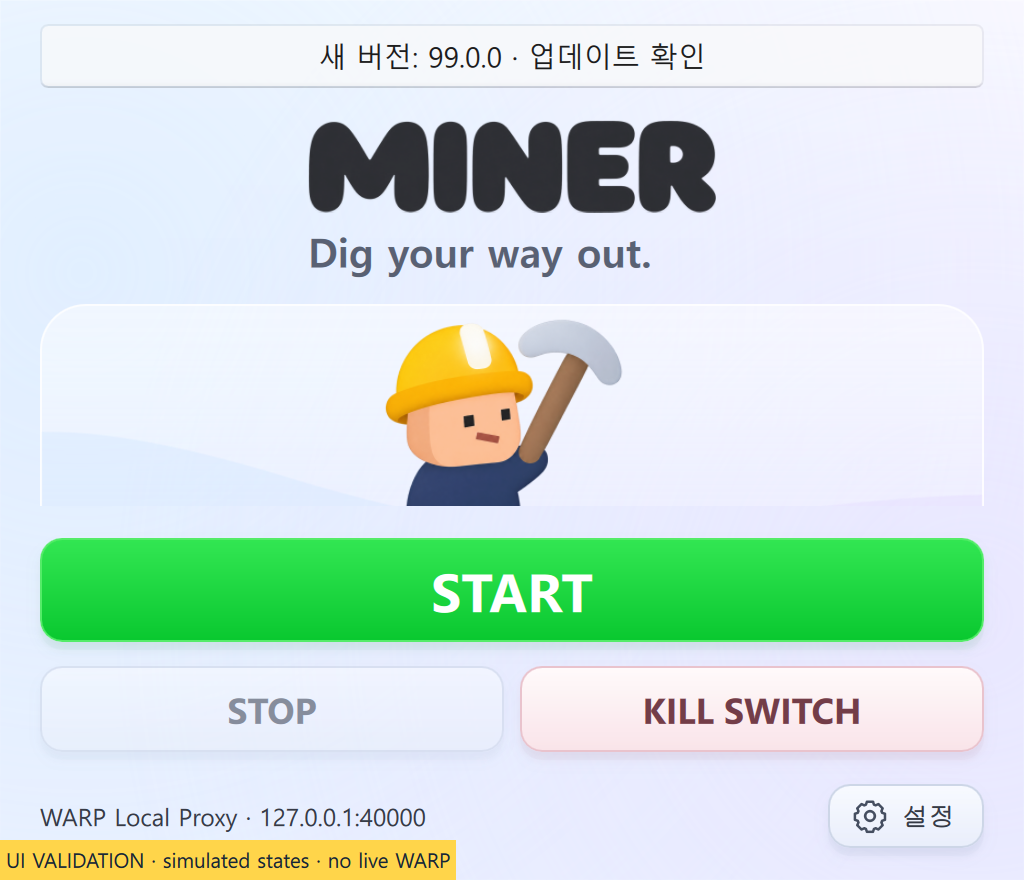 새 버전: 99.0.0 · 업데이트 확인
MINER
Dig your way out.
START
STOP
KILL SWITCH
WARP Local Proxy · 127.0.0.1:40000
설정
UI VALIDATION · simulated states · no live WARP